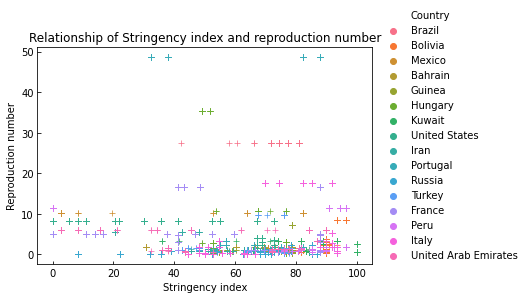 Relationship of Stringency index and reproduction number
50
40
30
20
10
0
Reproduction number
0 20 40 60 80 100
Stringency index
Country
Brazil
Bolivia
Mexico
Bahrain
Guinea
Hungary
Kuwait
United States
Iran
Portugal
Russia
Turkey
France
Peru
Italy
United Arab Emirates